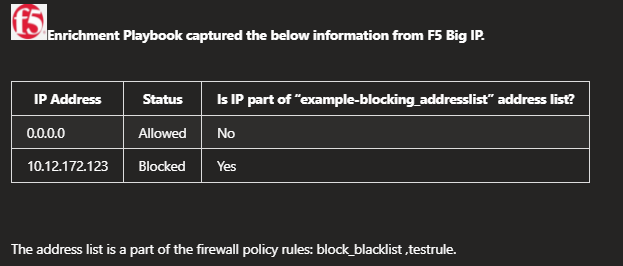 f5
Enrichment Playbook captured the below information from F5 Big IP.
IP Address Status Is IP part of “example-blocking_addresslist” address list?
0.0.0.0 Allowed No
10.12.172.123 Blocked Yes
The address list is a part of the firewall policy rules: block_blacklist ,testrule.